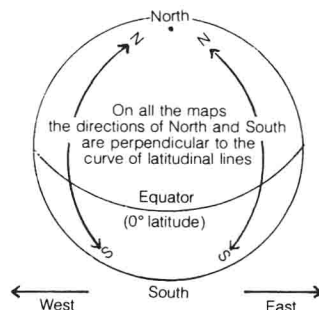 North
N N
On all the maps
the directions of North and South
are perpendicular to the
curve of latitudinal lines
Equator
(0° latitude)
S S
South
West East